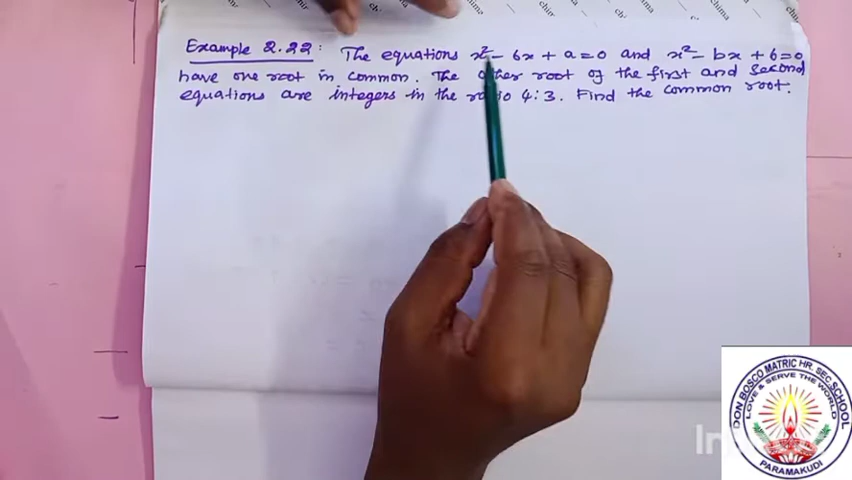 chirr
chirr
Example 2.22: The equations x² - 6x + a = 0 and x² - bx + 6 = 0
have one root in common. The other root of the first and second
equations are integers in the ratio 4:3. Find the common root.
DON BOSCO MATRIC HR. SEC. SCHOOL
LOVE & SERVE THE WORLD
PARAMAKUDI